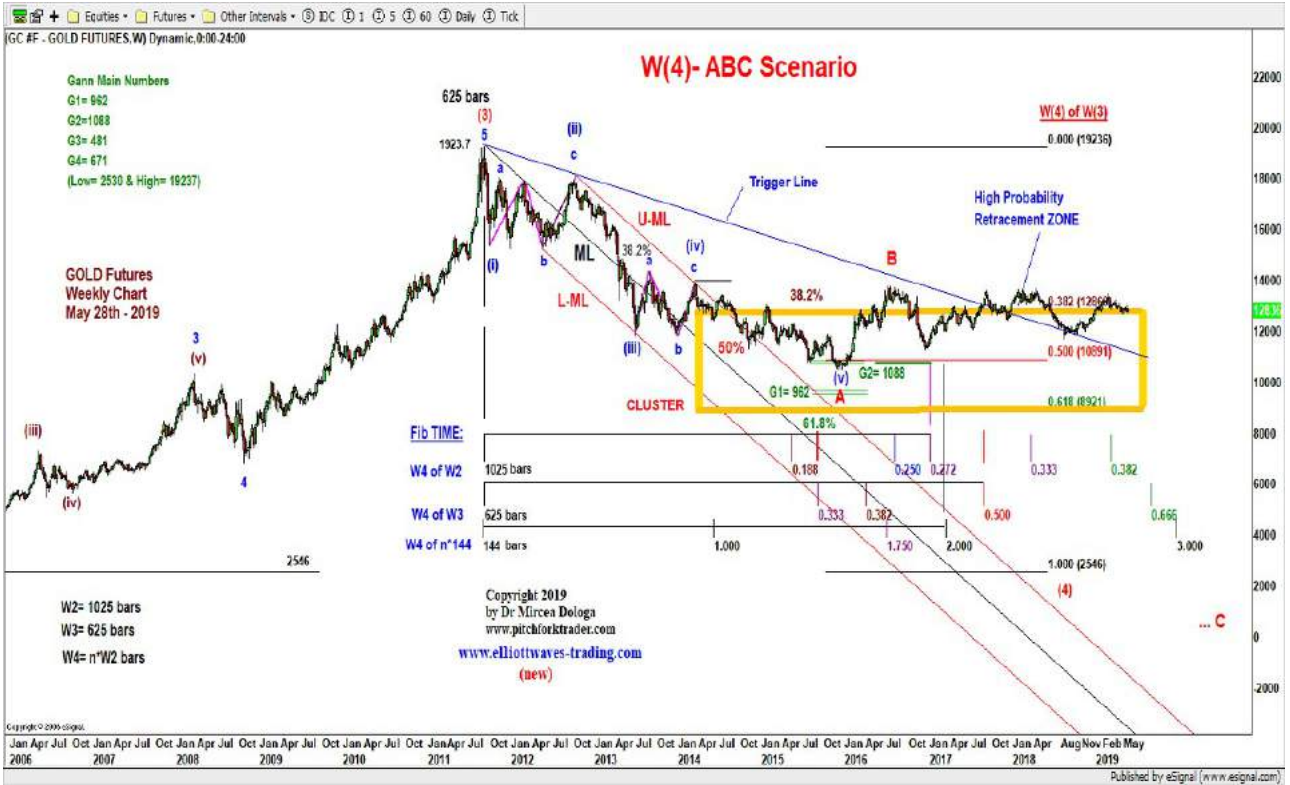 Equities
Futures
Other Intervals
IDC
1
5
60
Daily
Tick
(GC #F - GOLD FUTURES,W) Dynamic,0:00-24:00
W(4)- ABC Scenario
Gann Main Numbers
G1= 962
G2=1088
G3= 481
G4= 671
(Low= 2530 & High= 19237)
GOLD Futures
Weekly Chart
May 28th - 2019
625 bars
(3)
5
1923.7
a
(ii)
c
(i)
b
ML
U-ML
L-ML
38.2%
a
(iv)
c
(iii)
b
Trigger Line
W(4) of W(3)
0.000 (19236)
High Probability
Retracement ZONE
B
38.2%
50%
0.500 (10891)
0.618 (8921)
(v)
A
G2= 1088
G1= 962
CLUSTER
61.8%
3
(v)
4
(iii)
(iv)
Fib TIME:
W4 of W2
1025 bars
0.188
0.250
0.272
0.333
0.382
W4 of W3
625 bars
0.333
0.382
0.500
0.666
W4 of n*144
144 bars
1.000
1.750
2.000
3.000
2546
1.000 (2546)
(4)
... C
W2= 1025 bars
W3= 625 bars
W4= n*W2 bars
Copyright 2019
by Dr Mircea Dologa
www.pitchforktrader.com
www.elliottwaves-trading.com
(new)
22000
20000
18000
16000
14000
12836
12000
10000
8000
6000
4000
2000
0
-2000
Copyright © 2006 eSignal.
Jan Apr Jul Oct Jan Apr Jul Oct Jan Apr Jul Oct Jan Apr Jul Oct Jan Apr Jul Oct Jan Apr Jul Oct Jan Apr Jul Oct Jan Apr Jul Oct Jan Apr Jul Oct Jan Apr Jul Oct Jan Apr Jul Oct Jan Apr Jul Oct Jan Apr Aug Nov Feb May
2006 2007 2008 2009 2010 2011 2012 2013 2014 2015 2016 2017 2018 2019
Published by eSignal (www.esignal.com)